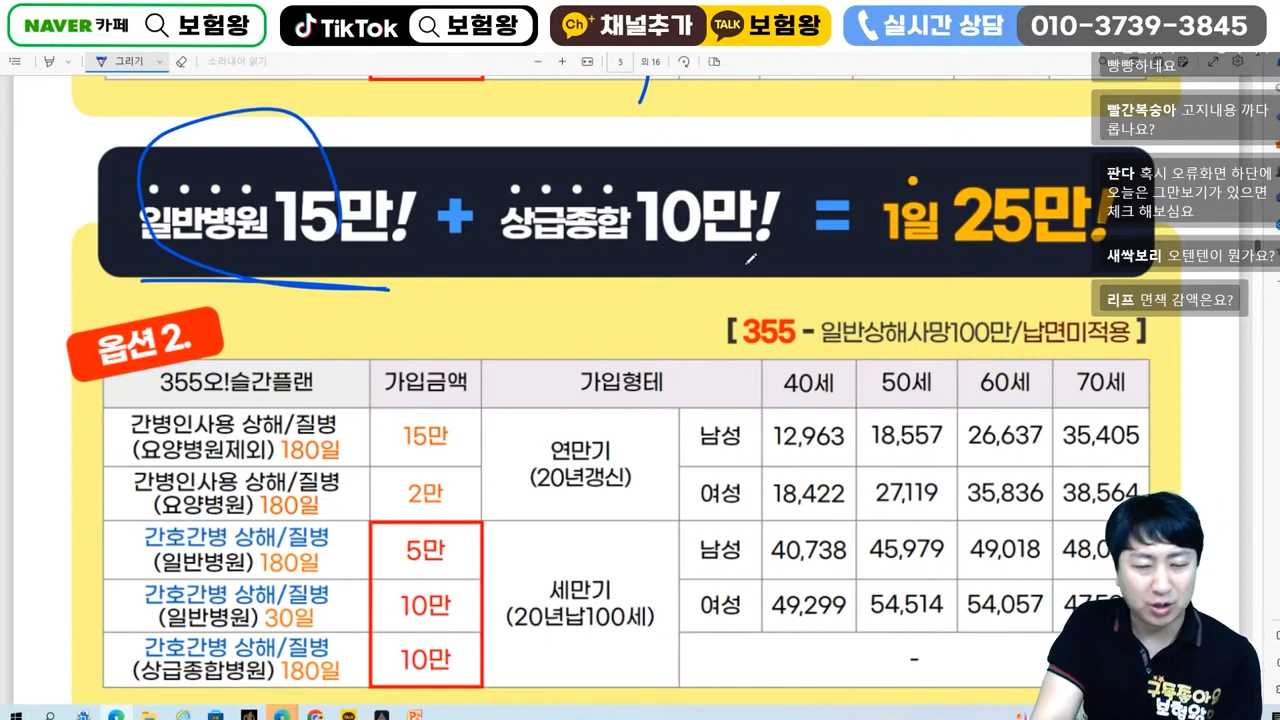 NAVER 카페 보험왕
TikTok 보험왕
Ch+ 채널추가 TALK 보험왕
실시간 상담 010-3739-3845
그리기
소리내어 읽기
5 의 16
빵빵하네요
빨간복숭아 고지내용 까다
롭나요?
판다 혹시 오류화면 하단에
오늘은 그만보기가 있으면
체크 해보심요
새싹보리 오텐텐이 뭔가요?
리프 면책 감액은요?
일반병원 15만! + 상급종합 10만! = 1일 25만!
옵션 2.
[ 355 - 일반상해사망100만/납면미적용 ]
355오!슬간플랜 가입금액 가입형테 40세 50세 60세 70세
간병인사용 상해/질병
(요양병원제외) 180일
15만
연만기
(20년갱신)
남성 12,963 18,557 26,637 35,405
간병인사용 상해/질병
(요양병원) 180일
2만
여성 18,422 27,119 35,836 38,564
간호간병 상해/질병
(일반병원) 180일
5만
세만기
(20년납100세)
남성 40,738 45,979 49,018
간호간병 상해/질병
(일반병원) 30일
10만
여성 49,299 54,514 54,057
간호간병 상해/질병
(상급종합병원) 180일
10만
-
구독좋아요
보험왕